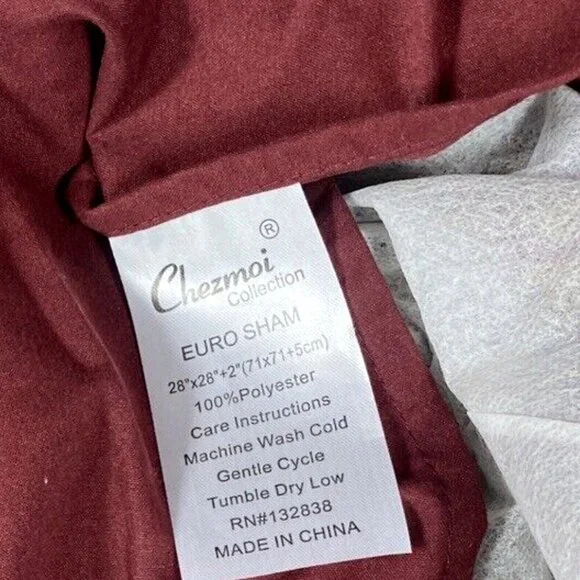 ®
Chezmoi
Collection
EURO SHAM
28"x28"+2"(71x71+5cm)
100%Polyester
Care Instructions
Machine Wash Cold
Gentle Cycle
Tumble Dry Low
RN#132838
MADE IN CHINA